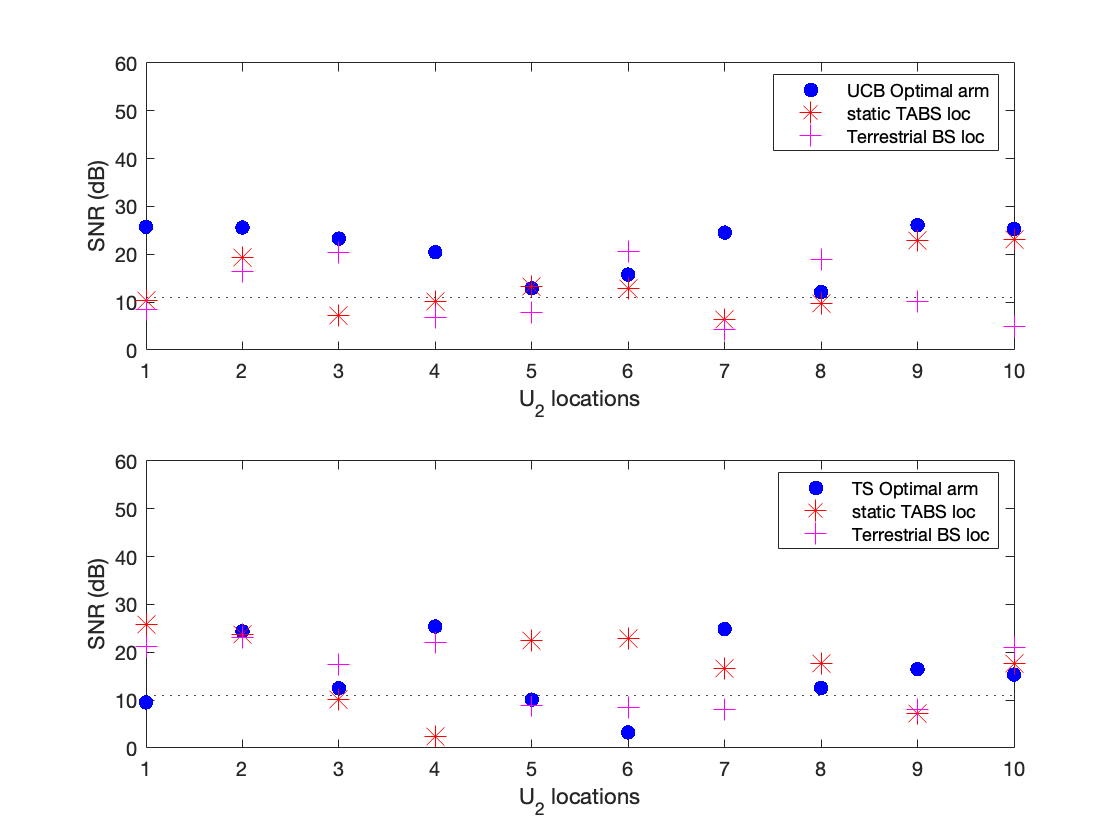 60
50
40
30
20
10
0
SNR (dB)
UCB Optimal arm
static TABS loc
Terrestrial BS loc
1 2 3 4 5 6 7 8 9 10
U2 locations
60
50
40
30
20
10
0
SNR (dB)
TS Optimal arm
static TABS loc
Terrestrial BS loc
1 2 3 4 5 6 7 8 9 10
U2 locations